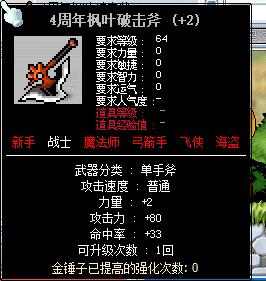 4周年枫叶破击斧 (+2)
要求等级: 64
要求力量: 0
要求触捷: 0
要求智力: 0
要求运气: 0
要求人气度: -
道具等级: -
道具经验值: -
新手 战士 魔法师 弓箭手 飞侠 海盗
武器分类 : 单手斧
攻击速度 : 普通
力量 : +2
攻击力 : +80
命中率 : +33
可升级次数 : 1回
金锤子已提高的强化次数: 0